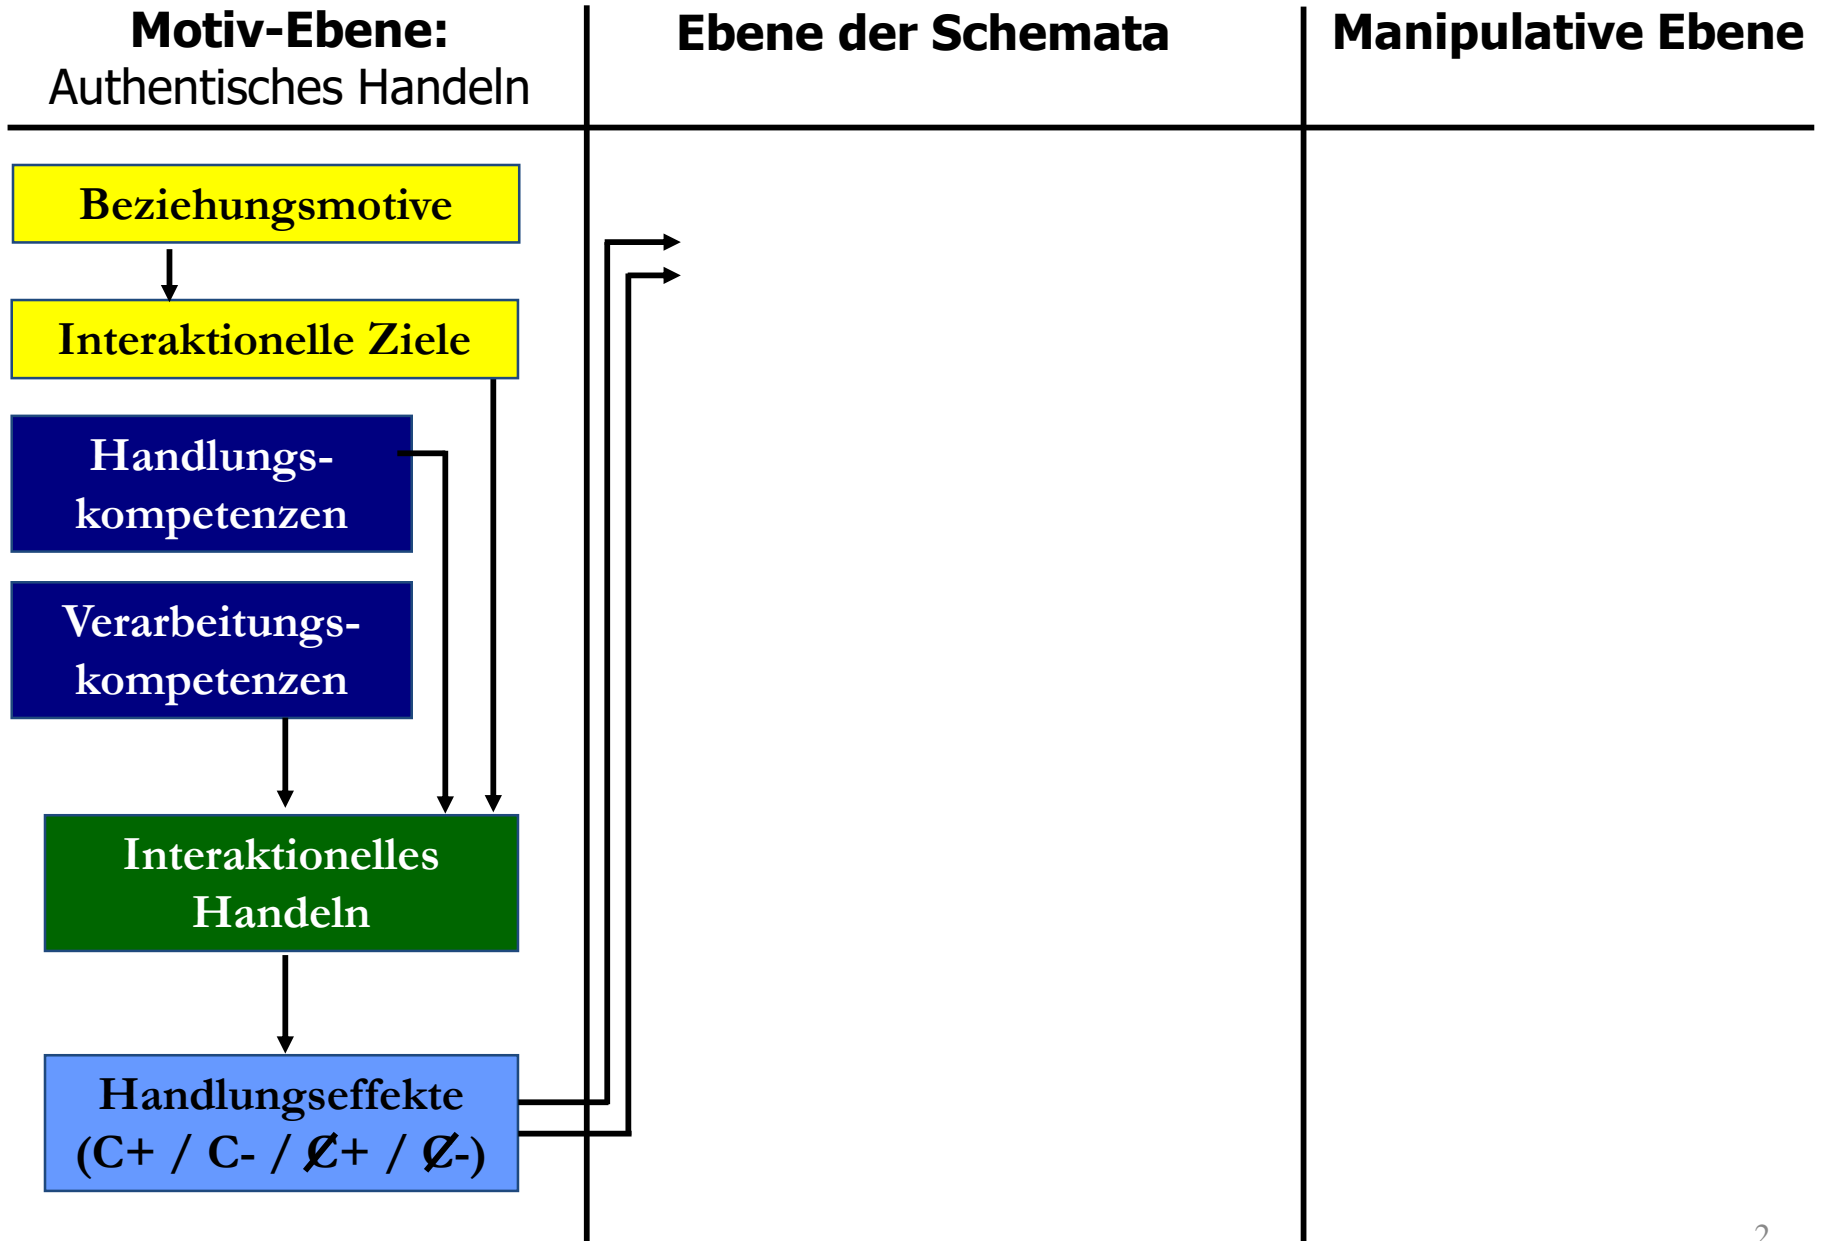 Motiv-Ebene:
Authentisches Handeln
Ebene der Schemata
Manipulative Ebene
Beziehungsmotive
Interaktionelle Ziele
Handlungs-
kompetenzen
Verarbeitungs-
kompetenzen
Interaktionelles
Handeln
Handlungseffekte
(C+ / C- / C̸+ / C̸-)
2